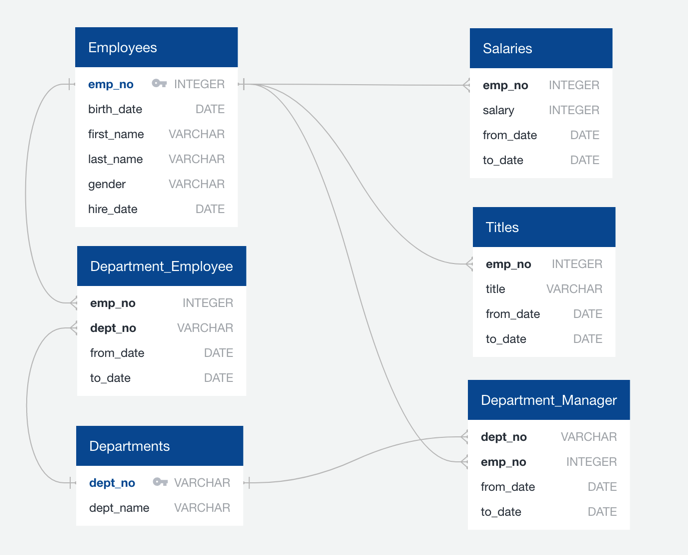 Employees
emp_no INTEGER
birth_date DATE
first_name VARCHAR
last_name VARCHAR
gender VARCHAR
hire_date DATE
Department_Employee
emp_no INTEGER
dept_no VARCHAR
from_date DATE
to_date DATE
Departments
dept_no VARCHAR
dept_name VARCHAR
Salaries
emp_no INTEGER
salary INTEGER
from_date DATE
to_date DATE
Titles
emp_no INTEGER
title VARCHAR
from_date DATE
to_date DATE
Department_Manager
dept_no VARCHAR
emp_no INTEGER
from_date DATE
to_date DATE